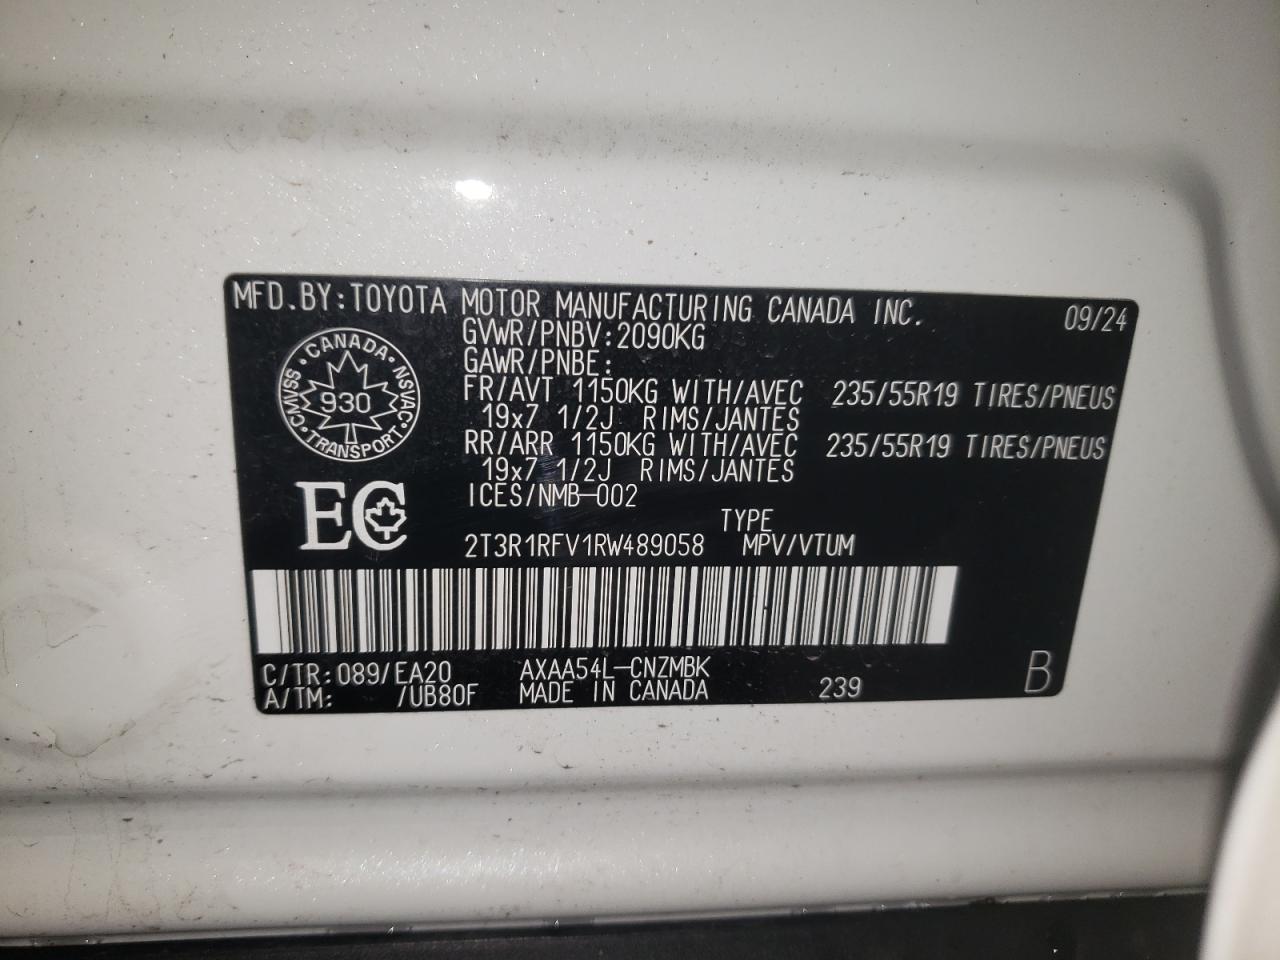 MFD.BY:TOYOTA MOTOR MANUFACTURING CANADA INC. 09/24
GVWR/PNBV:2090KG
GAWR/PNBE:
FR/AVT 1150KG WITH/AVEC 235/55R19 TIRES/PNEUS
19x7 1/2J RIMS/JANTES
RR/ARR 1150KG WITH/AVEC 235/55R19 TIRES/PNEUS
19x7 1/2J RIMS/JANTES
ICES/NMB-002
CANADA
NSVAC
TRANSPORT
CMVSS
930
EC
TYPE
2T3R1RFV1RW489058 MPV/VTUM
C/TR:089/EA20 AXAA54L-CNZMBK
A/TM: /UB80F MADE IN CANADA 239 B